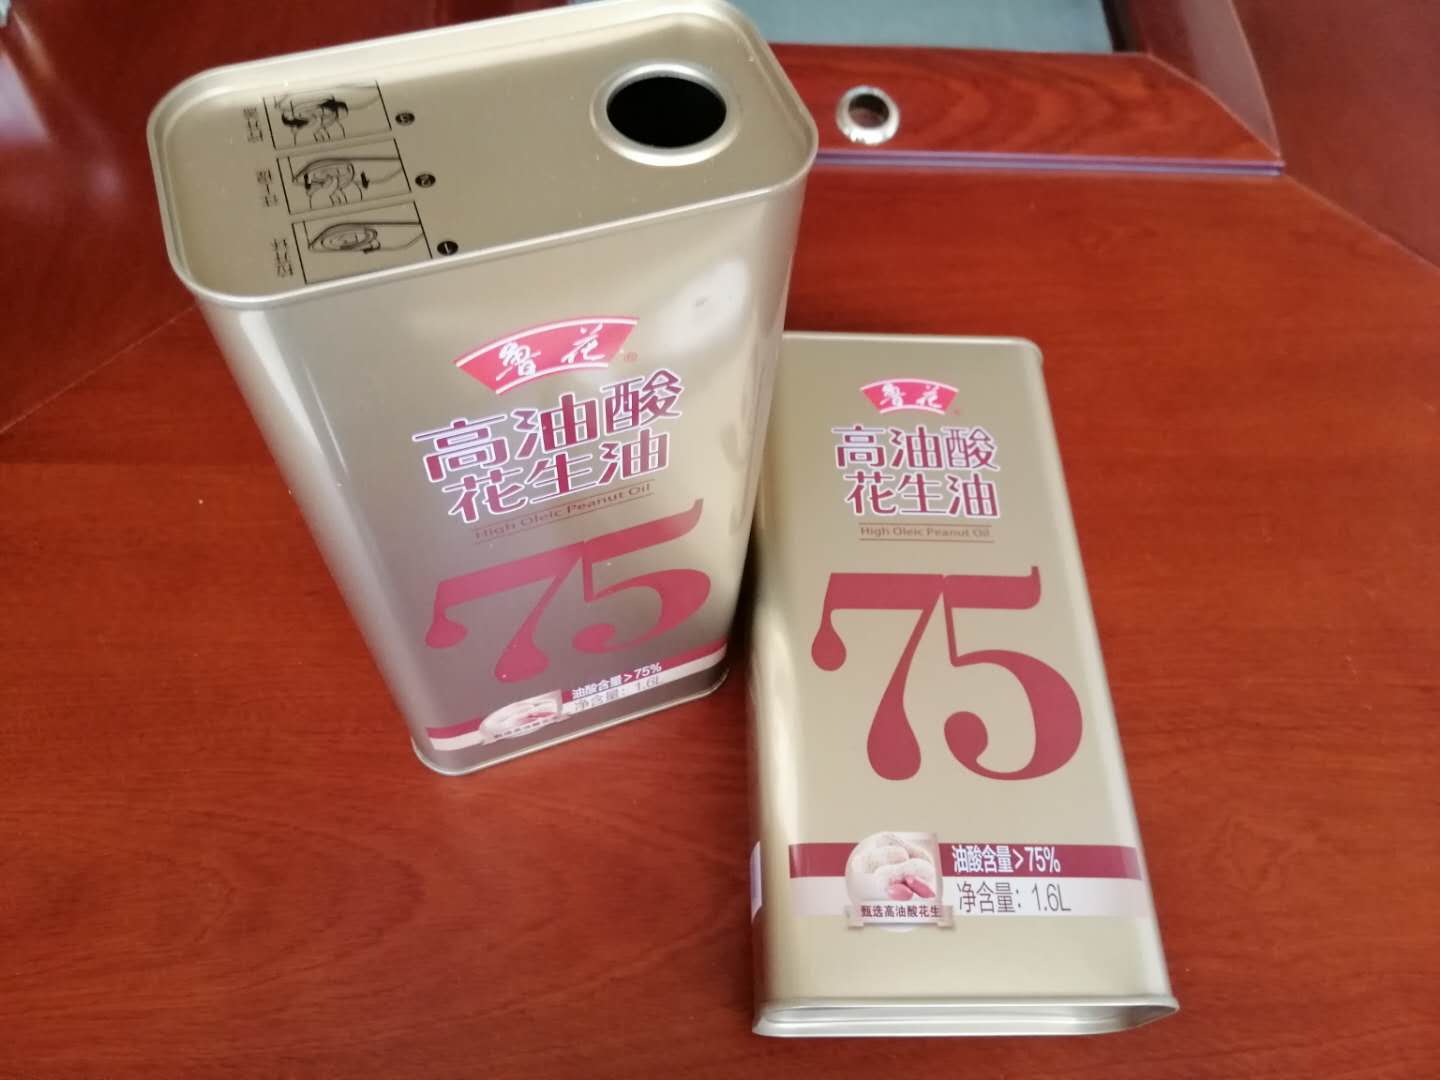 鲁花®
高油酸
花生油
High Oleic Peanut Oil
75
油酸含量>75%
净含量：1.6L
鲁花
高油酸
花生油
High Oleic Peanut Oil
75
油酸含量>75%
净含量：1.6L
甄选高油酸花生